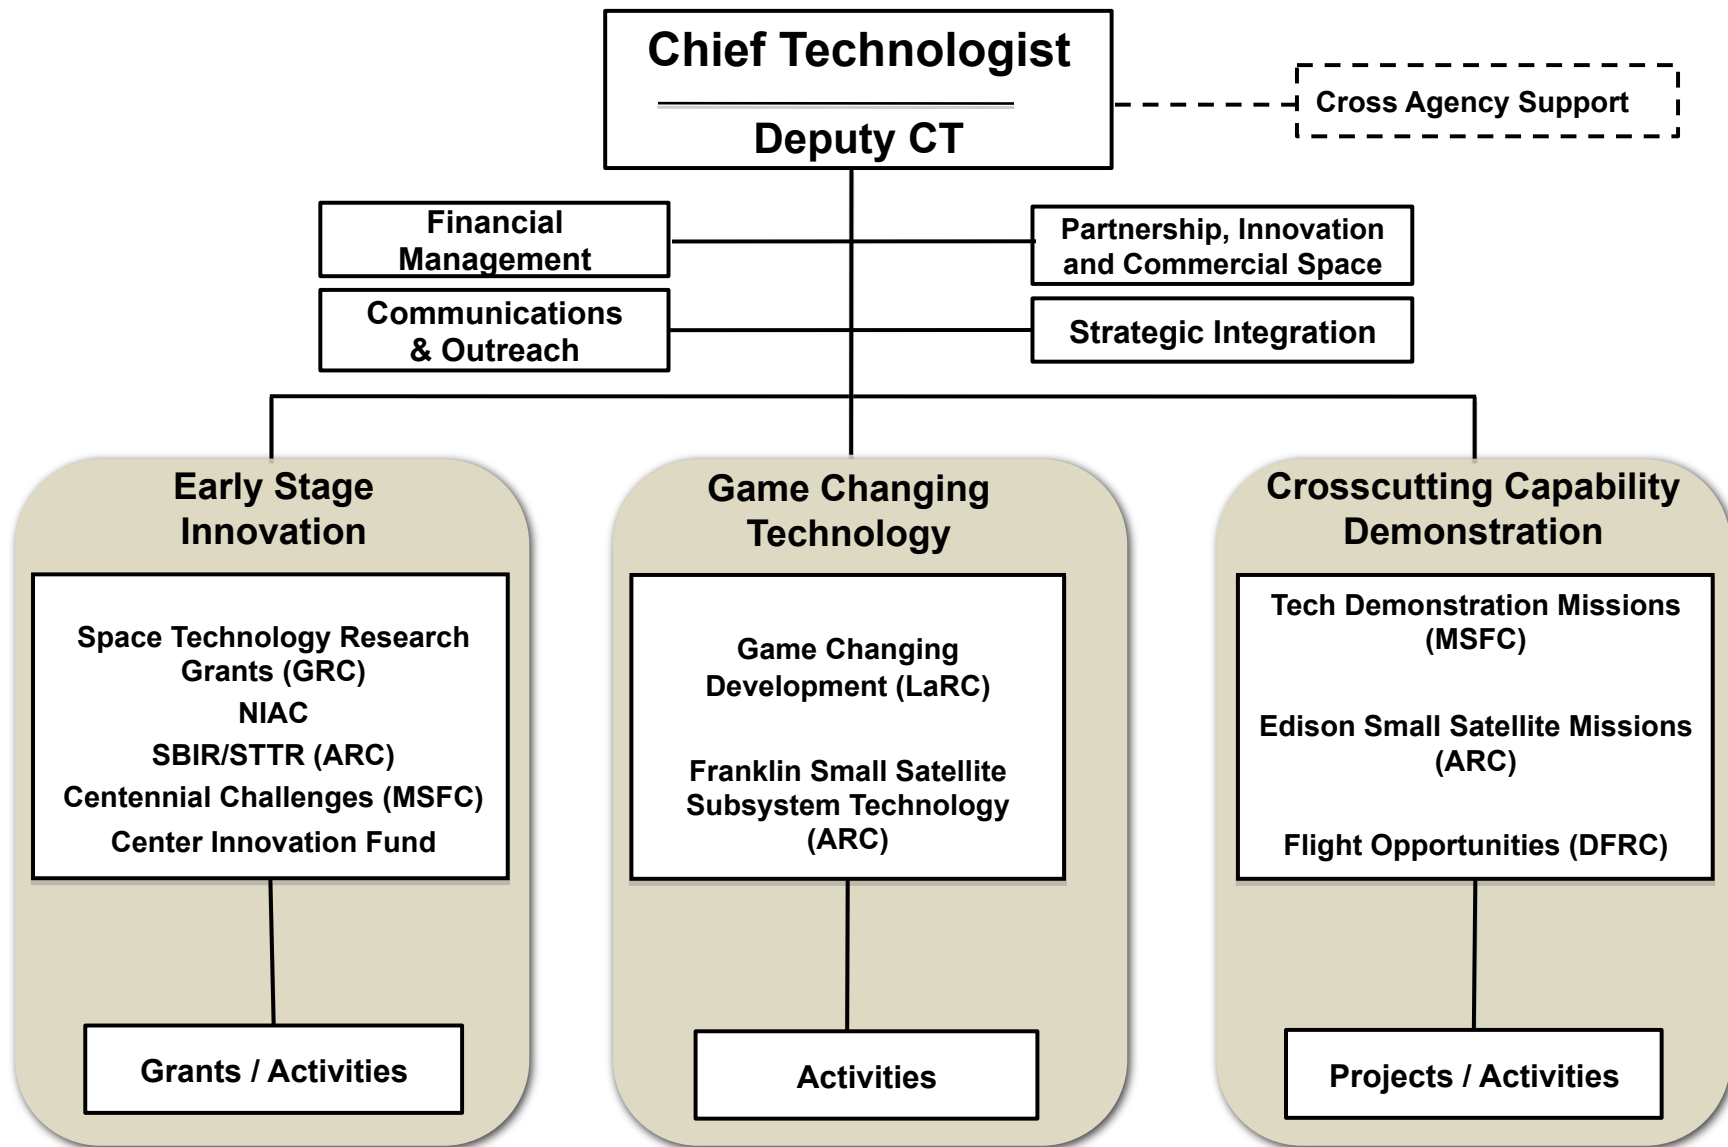 Chief Technologist
Deputy CT
Cross Agency Support
Financial
Management
Partnership, Innovation
and Commercial Space
Communications
& Outreach
Strategic Integration
Early Stage
Innovation
Space Technology Research
Grants (GRC)
NIAC
SBIR/STTR (ARC)
Centennial Challenges (MSFC)
Center Innovation Fund
Grants / Activities
Game Changing
Technology
Game Changing
Development (LaRC)
Franklin Small Satellite
Subsystem Technology
(ARC)
Activities
Crosscutting Capability
Demonstration
Tech Demonstration Missions
(MSFC)
Edison Small Satellite Missions
(ARC)
Flight Opportunities (DFRC)
Projects / Activities